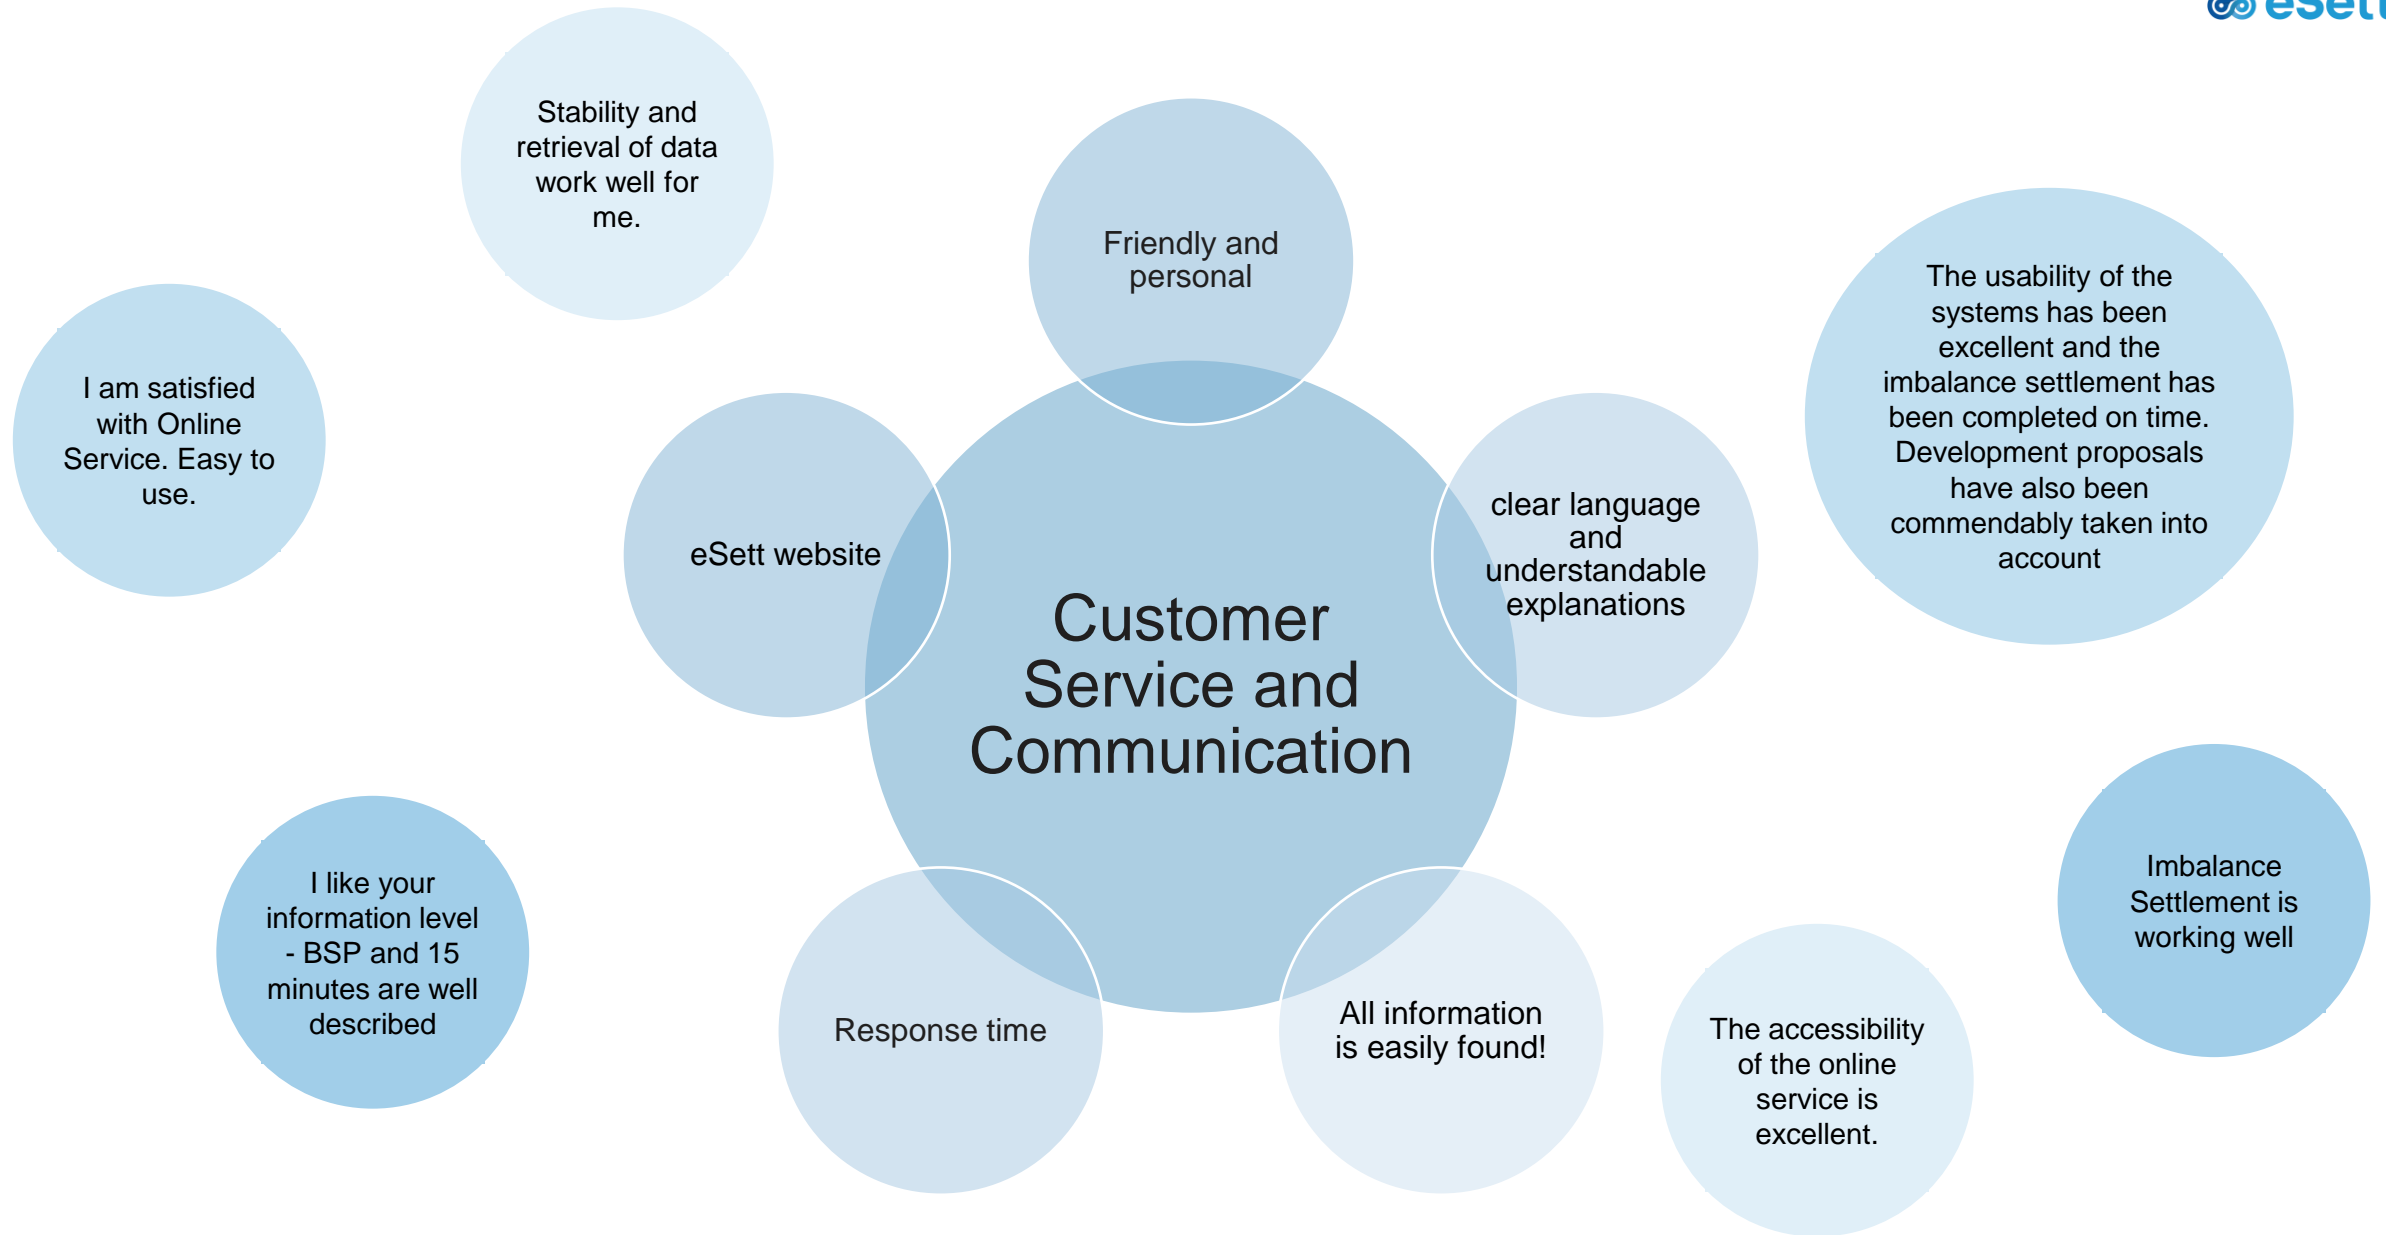 eSett
Stability and
retrieval of data
work well for
me.
Friendly and
personal
The usability of the
systems has been
excellent and the
imbalance settlement has
been completed on time.
Development proposals
have also been
commendably taken into
account
I am satisfied
with Online
Service. Easy to
use.
eSett website
clear language
and
understandable
explanations
Customer
Service and
Communication
I like your
information level
- BSP and 15
minutes are well
described
Response time
All information
is easily found!
The accessibility
of the online
service is
excellent.
Imbalance
Settlement is
working well